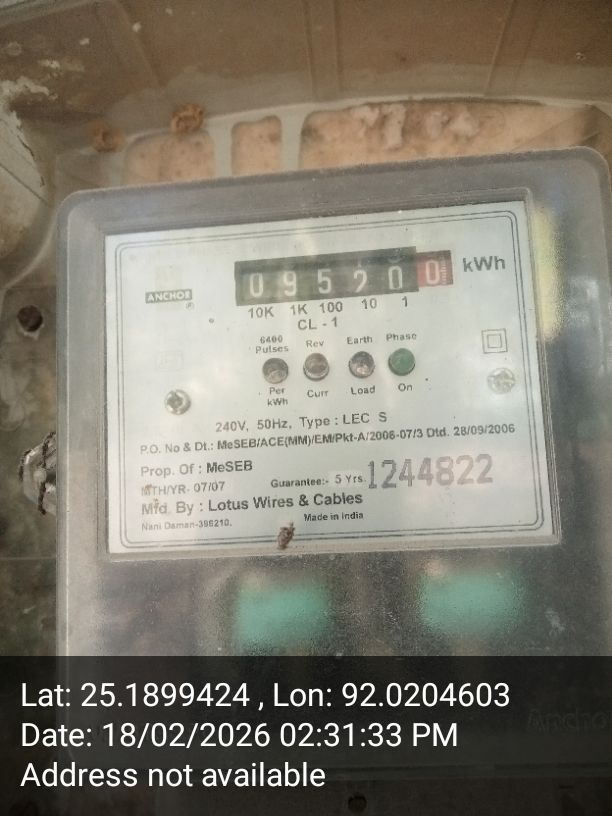 ANCHOR
095200 kWh
10K 1K 100 10 1
CL - 1
6400 Pulses Per kWh
Rev Curr
Earth Load
Phase On
240V, 50Hz, Type : LEC S
P.O. No & Dt.: MeSEB/ACE(MM)/EM/Pkt-A/2006-07/3 Dtd. 28/09/2006
Prop. Of : MeSEB
MTH/YR- 07/07
Guarantee:- 5 Yrs.
1244822
Mfd. By : Lotus Wires & Cables
Nani Daman-396210.
Made in India
Lat: 25.1899424 , Lon: 92.0204603
Date: 18/02/2026 02:31:33 PM
Address not available